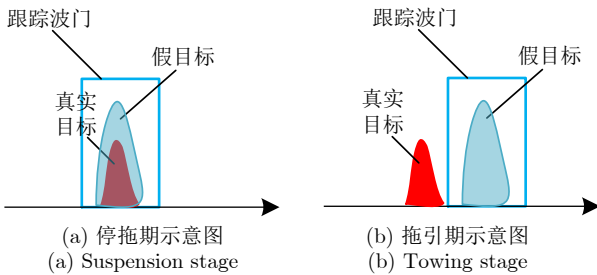 跟踪波门
假目标
真实
目标
(a) 停拖期示意图
(a) Suspension stage
跟踪波门
假目标
真实
目标
(b) 拖引期示意图
(b) Towing stage